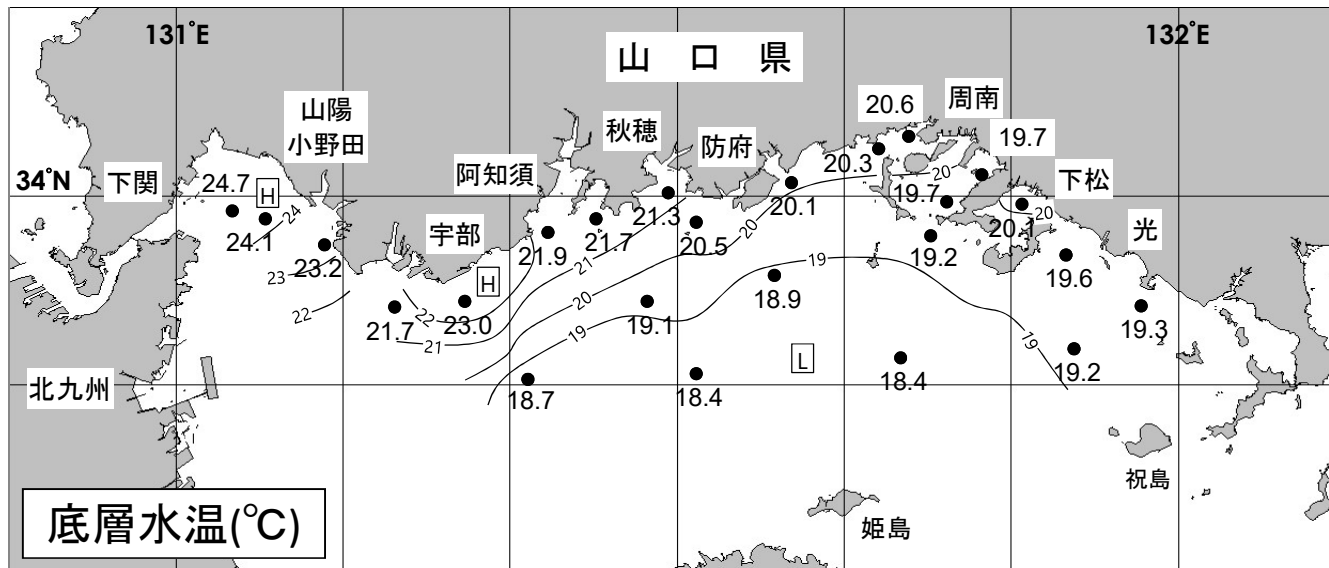 131°E
132°E
山口県
20.6
周南
山陽
小野田
秋穂
防府
19.7
20.3
阿知須
下松
34°N
下関
24.7
H
24
24.1
23.2
23
22
宇部
21.9
21.7
21
21.3
20.5
20
20.1
20
19.7
19.2
20.1
20
光
19.6
19.3
19.2
H
23.0
22
21.7
21
20
19
19.1
18.9
19
19
L
18.7
18.4
18.4
北九州
祝島
姫島
底層水温(℃)